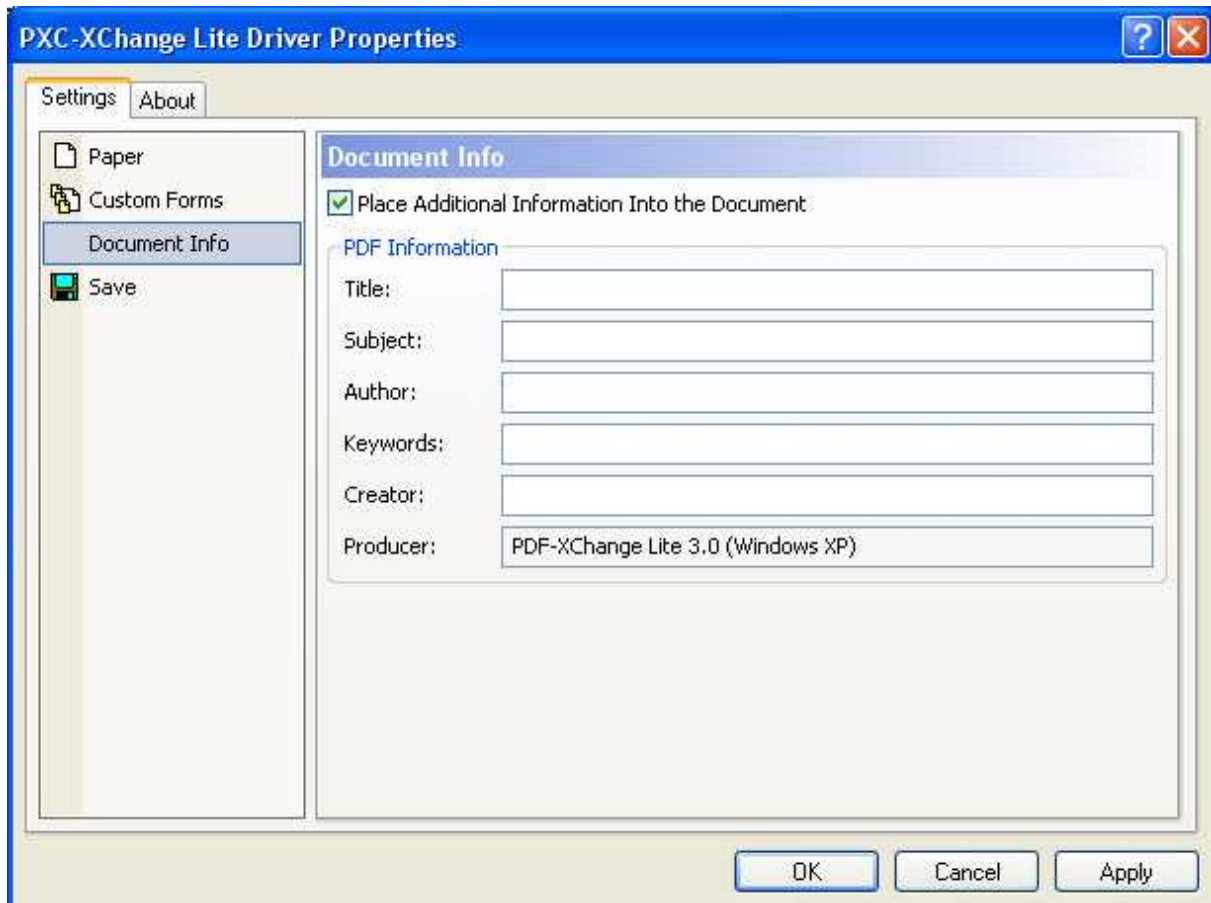 PXC-XChange Lite Driver Properties
Settings
About
Paper
Custom Forms
Document Info
Save
Document Info
Place Additional Information Into the Document
PDF Information
Title:
Subject:
Author:
Keywords:
Creator:
Producer: PDF-XChange Lite 3.0 (Windows XP)
OK
Cancel
Apply